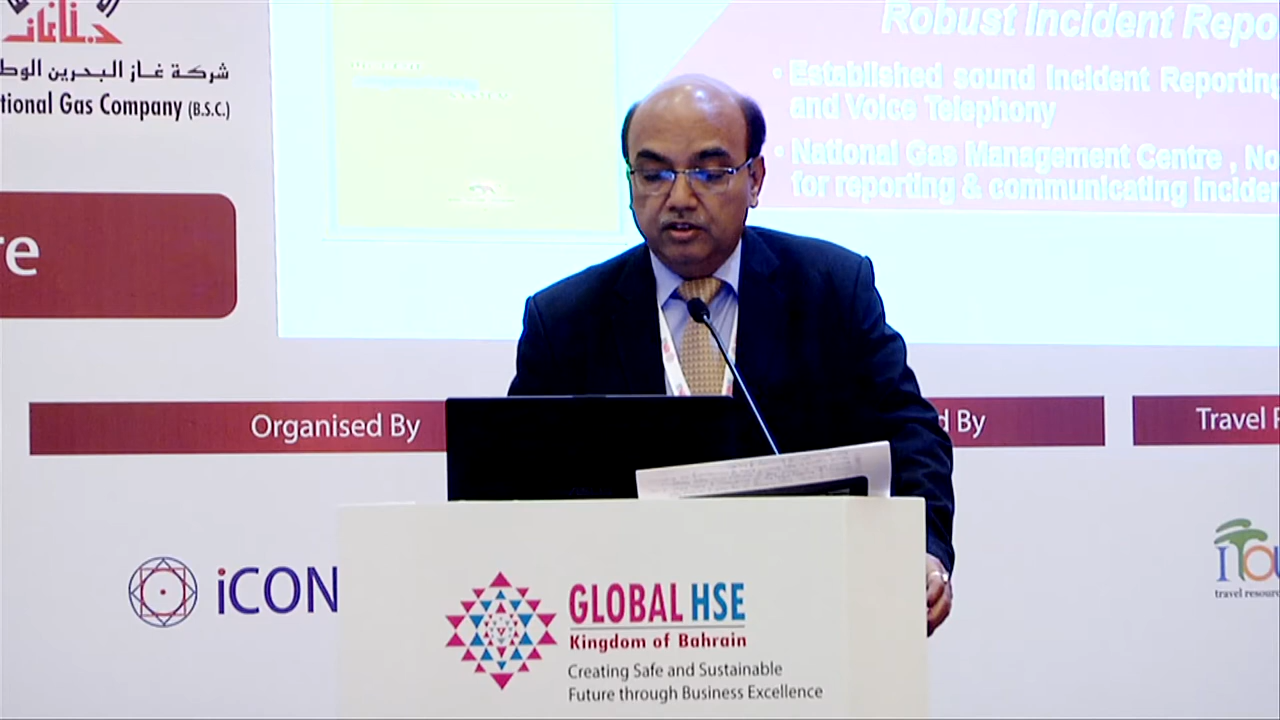 Robust Incident Repo
• Established sound Incident Reporting
and Voice Telephony
• National Gas Management Centre , No
for reporting & communicating Inciden
شركة غاز البحرين الوط
tional Gas Company (B.S.C.)
re
Organised By
d By
Travel P
iCON
iTOU
travel resour
GLOBAL HSE
Kingdom of Bahrain
Creating Safe and Sustainable
Future through Business Excellence